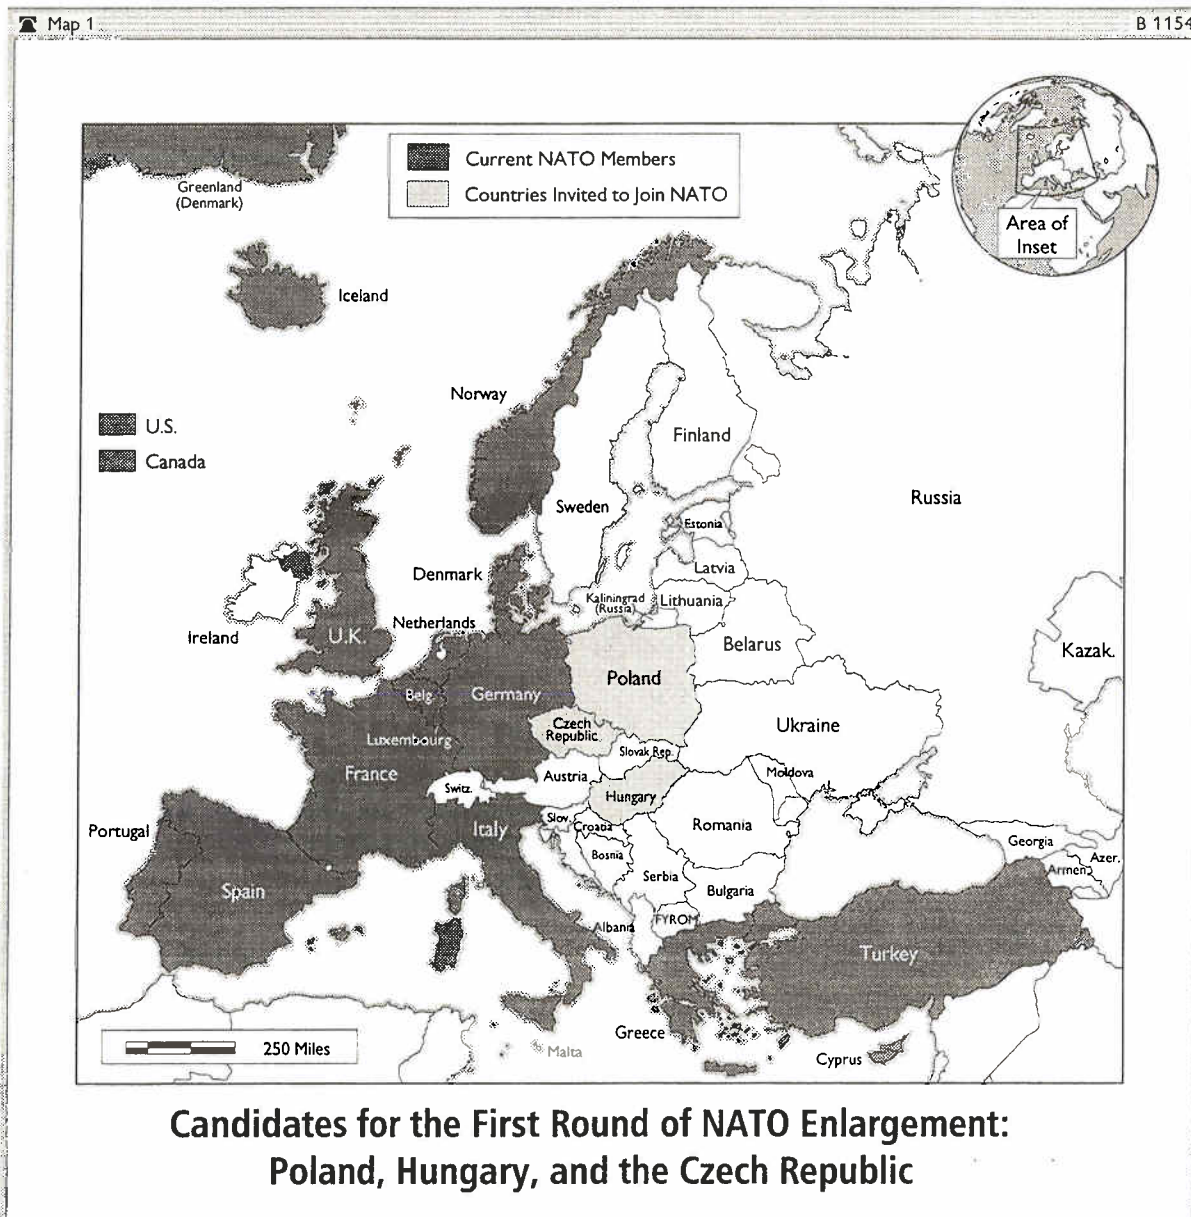 Map 1
B 1154
Current NATO Members
Countries Invited to Join NATO
Area of
Inset
Greenland
(Denmark)
Iceland
Norway
U.S.
Canada
Finland
Russia
Sweden
Estonia
Latvia
Denmark
Kaliningrad
(Russia)
Lithuania
Netherlands
Ireland
U.K.
Belarus
Kazak.
Poland
Belg.
Germany
Ukraine
Czech
Republic
Luxembourg
Slovak Rep.
France
Austria
Moldova
Switz.
Hungary
Slov.
Croatia
Portugal
Italy
Romania
Georgia
Bosnia
Azer.
Armen.
Serbia
Spain
Bulgaria
FYROM
Albania
Turkey
Greece
250 Miles
Malta
Cyprus
Candidates for the First Round of NATO Enlargement:
Poland, Hungary, and the Czech Republic